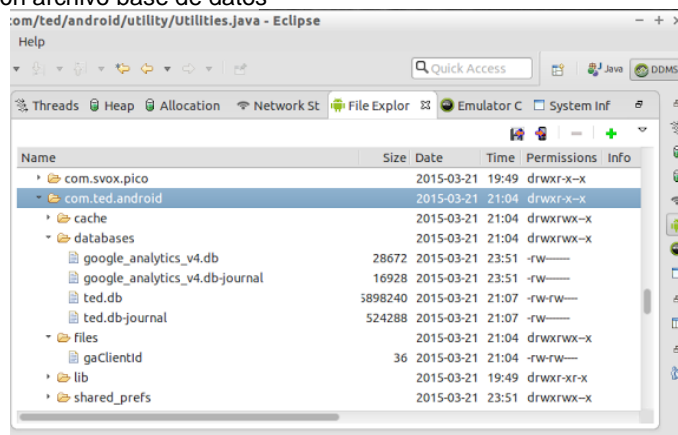 on archivo base de datos
com/ted/android/utility/Utilities.java - Eclipse
Help
Quick Access Java DDMS
Threads Heap Allocation Network St File Explor Emulator C System Inf
Name Size Date Time Permissions Info
com.svox.pico 2015-03-21 19:49 drwxr-x--x
com.ted.android 2015-03-21 21:04 drwxr-x--x
cache 2015-03-21 21:04 drwxrwx--x
databases 2015-03-21 21:04 drwxrwx--x
google_analytics_v4.db 28672 2015-03-21 23:51 -rw-------
google_analytics_v4.db-journal 16928 2015-03-21 23:51 -rw-------
ted.db 5898240 2015-03-21 21:07 -rw-rw----
ted.db-journal 524288 2015-03-21 21:07 -rw-------
files 2015-03-21 21:04 drwxrwx--x
gaClientId 36 2015-03-21 21:04 -rw-rw----
lib 2015-03-21 19:49 drwxr-xr-x
shared_prefs 2015-03-21 23:51 drwxrwx--x